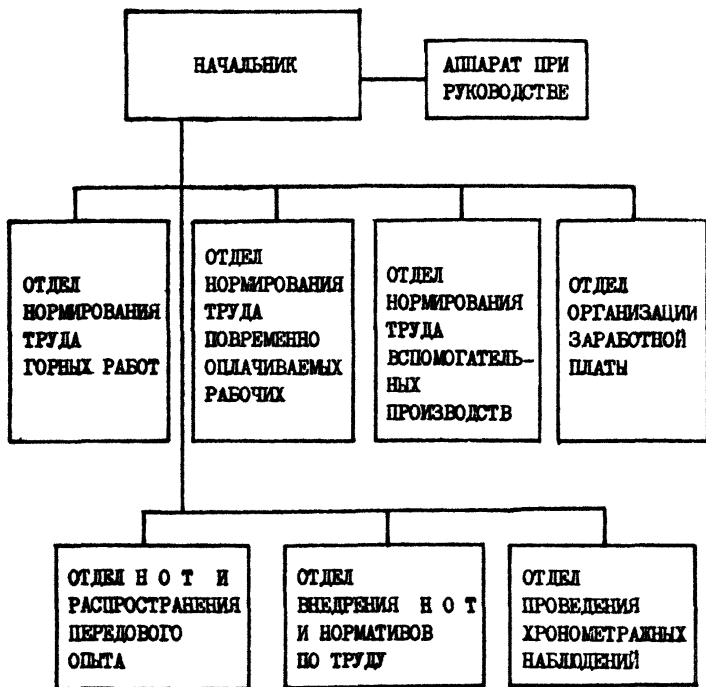 НАЧАЛЬНИК
АППАРАТ ПРИ
РУКОВОДСТВЕ
ОТДЕЛ
НОРМИРОВАНИЯ
ТРУДА
ГОРНЫХ РАБОТ
ОТДЕЛ
НОРМИРОВАНИЯ
ТРУДА
ПОВРЕМЕННО
ОПЛАЧИВАЕМЫХ
РАБОЧИХ
ОТДЕЛ
НОРМИРОВАНИЯ
ТРУДА
ВСПОМОГАТЕЛЬ-
НЫХ
ПРОИЗВОДСТВ
ОТДЕЛ
ОРГАНИЗАЦИИ
ЗАРАБОТНОЙ
ПЛАТЫ
ОТДЕЛ Н О Т И
РАСПРОСТРАНЕНИЯ
ПЕРЕДОВОГО
ОПЫТА
ОТДЕЛ
ВНЕДРЕНИЯ Н О Т
И НОРМАТИВОВ
ПО ТРУДУ
ОТДЕЛ
ПРОВЕДЕНИЯ
ХРОНОМЕТРАЖНЫХ
НАБЛЮДЕНИЙ